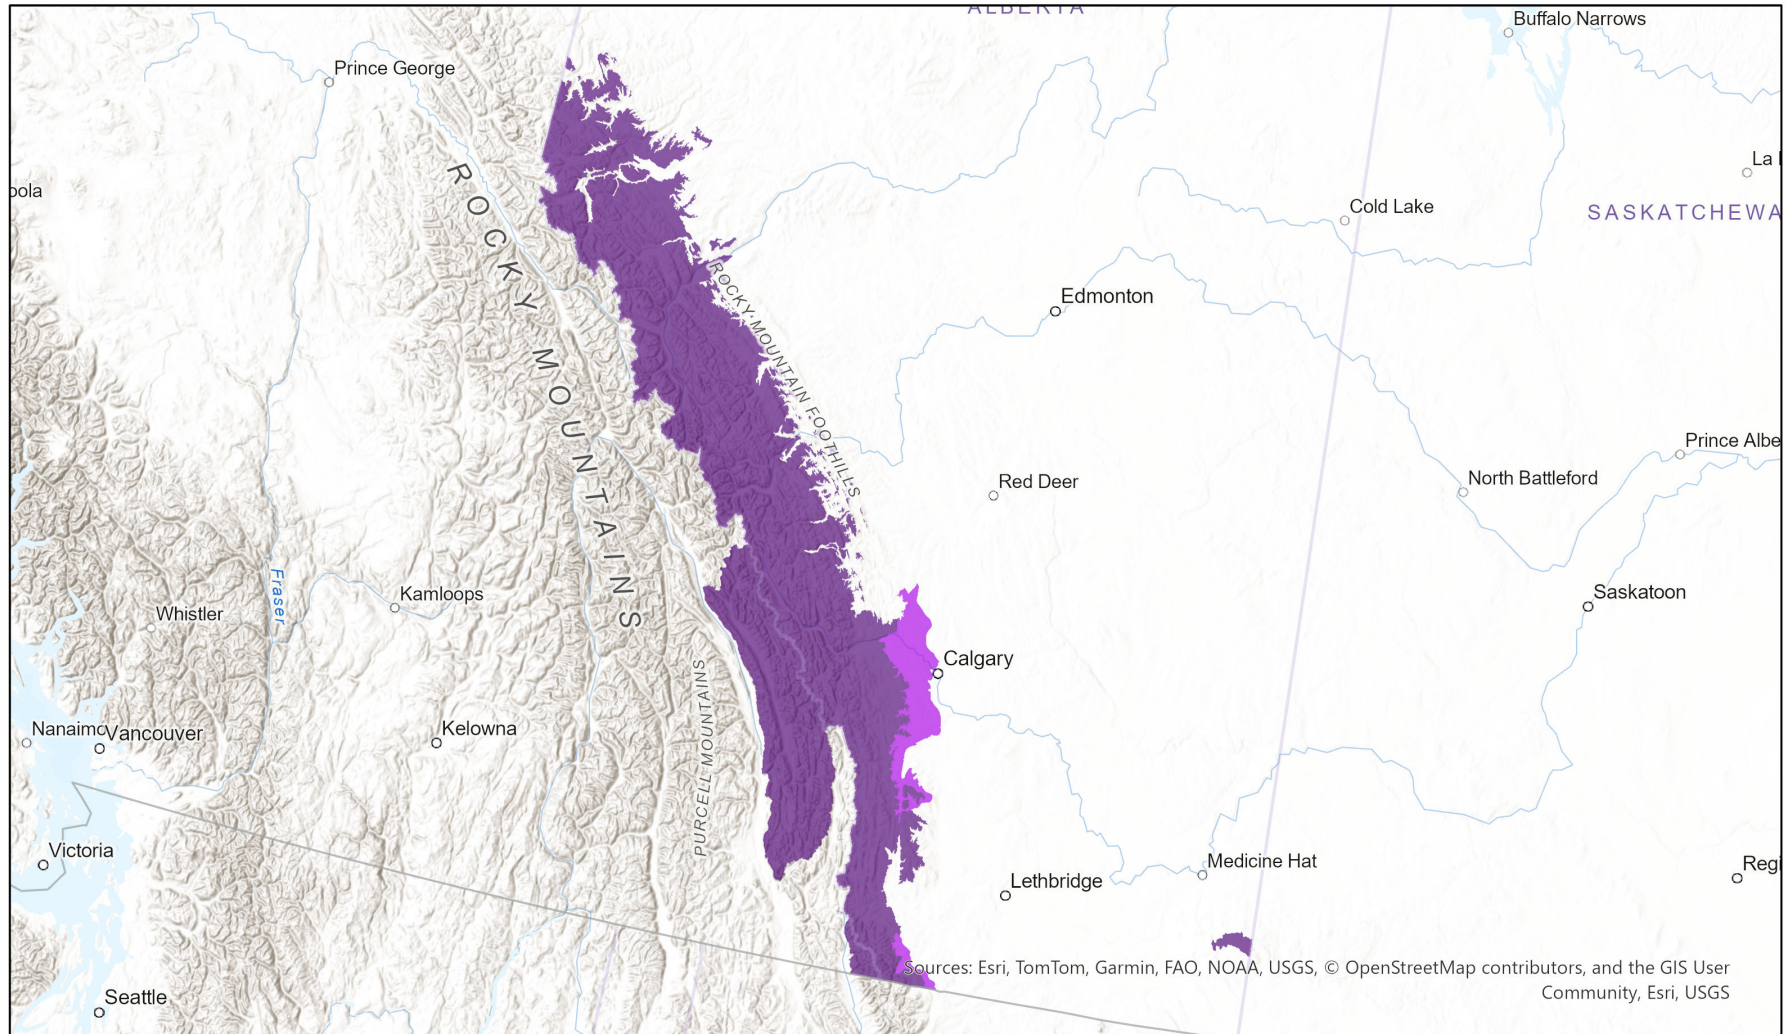 ALBERTA
Buffalo Narrows
Prince George
La
oola
Cold Lake
SASKATCHEWA
ROCKY MOUNTAINS
ROCKY MOUNTAIN FOOTHILLS
Edmonton
Prince Albe
Red Deer
North Battleford
Fraser
Kamloops
Saskatoon
Whistler
Calgary
PURCELL MOUNTAINS
Nanaimo
Vancouver
Kelowna
Victoria
Medicine Hat
Regi
Lethbridge
Seattle
Sources: Esri, TomTom, Garmin, FAO, NOAA, USGS, © OpenStreetMap contributors, and the GIS User
Community, Esri, USGS